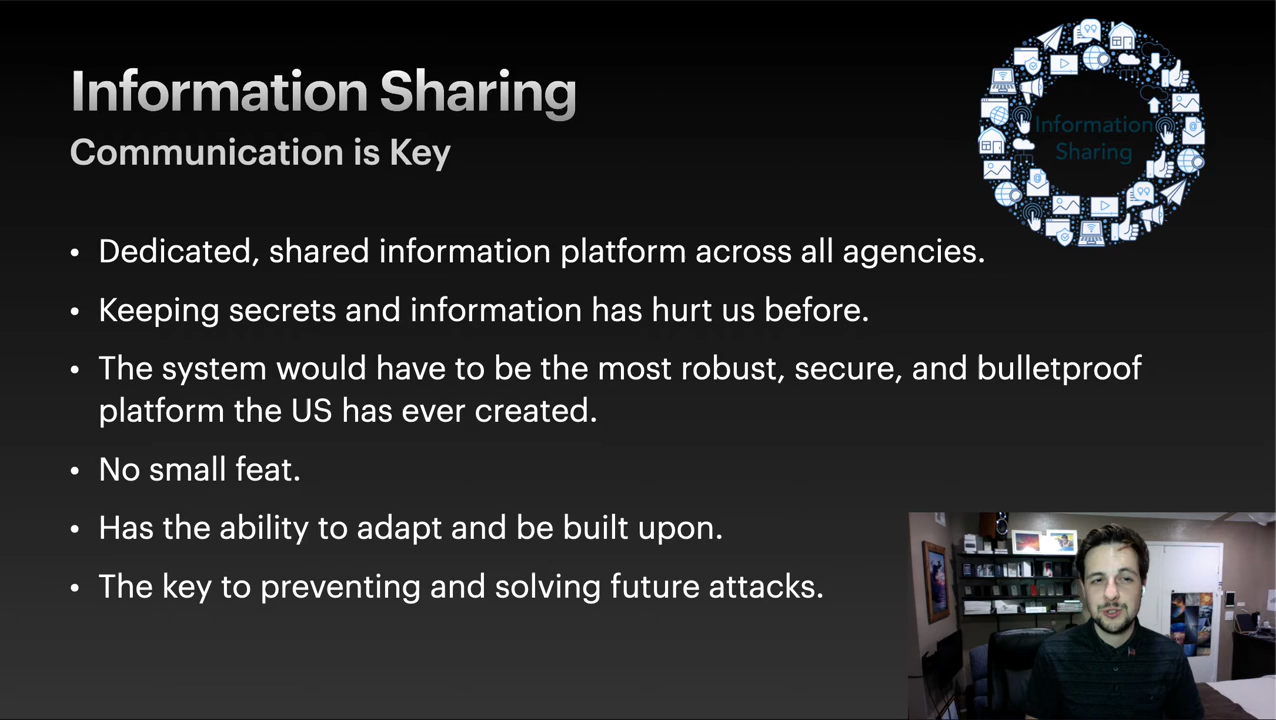 Information Sharing
Communication is Key
Information
Sharing
• Dedicated, shared information platform across all agencies.
• Keeping secrets and information has hurt us before.
• The system would have to be the most robust, secure, and bulletproof
platform the US has ever created.
• No small feat.
• Has the ability to adapt and be built upon.
• The key to preventing and solving future attacks.